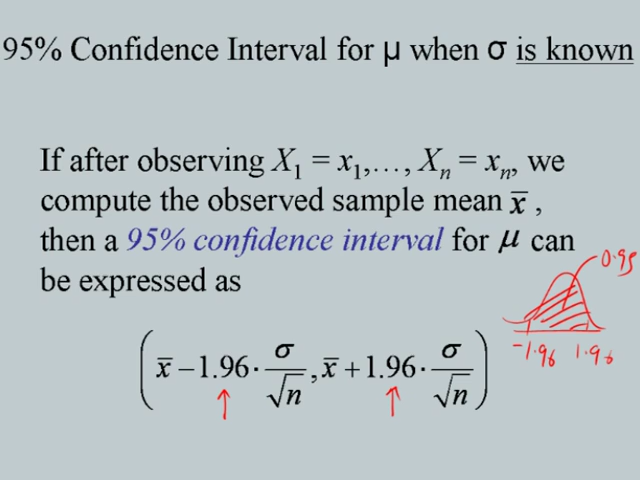 95% Confidence Interval for μ when σ is known
If after observing X₁ = x₁,…, Xₙ = xₙ, we
compute the observed sample mean x̄ ,
then a 95% confidence interval for μ can
be expressed as
0.95
-1.96 1.96
(x̄ − 1.96 · σ/√n , x̄ + 1.96 · σ/√n)